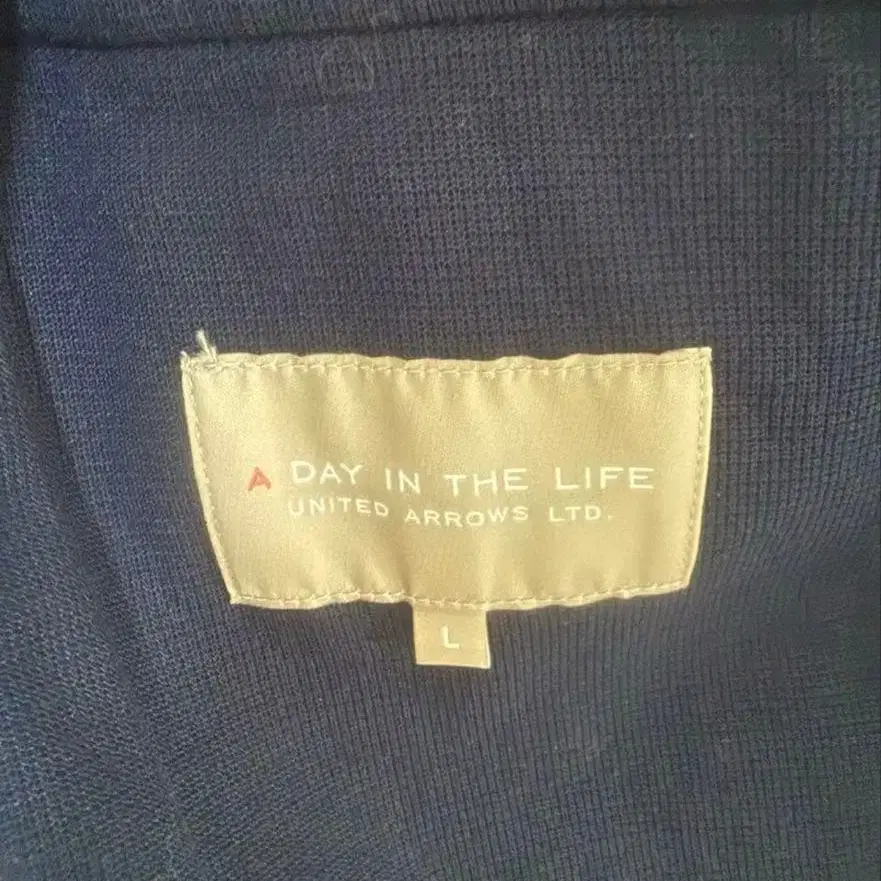 A DAY IN THE LIFE
UNITED ARROWS LTD.
L